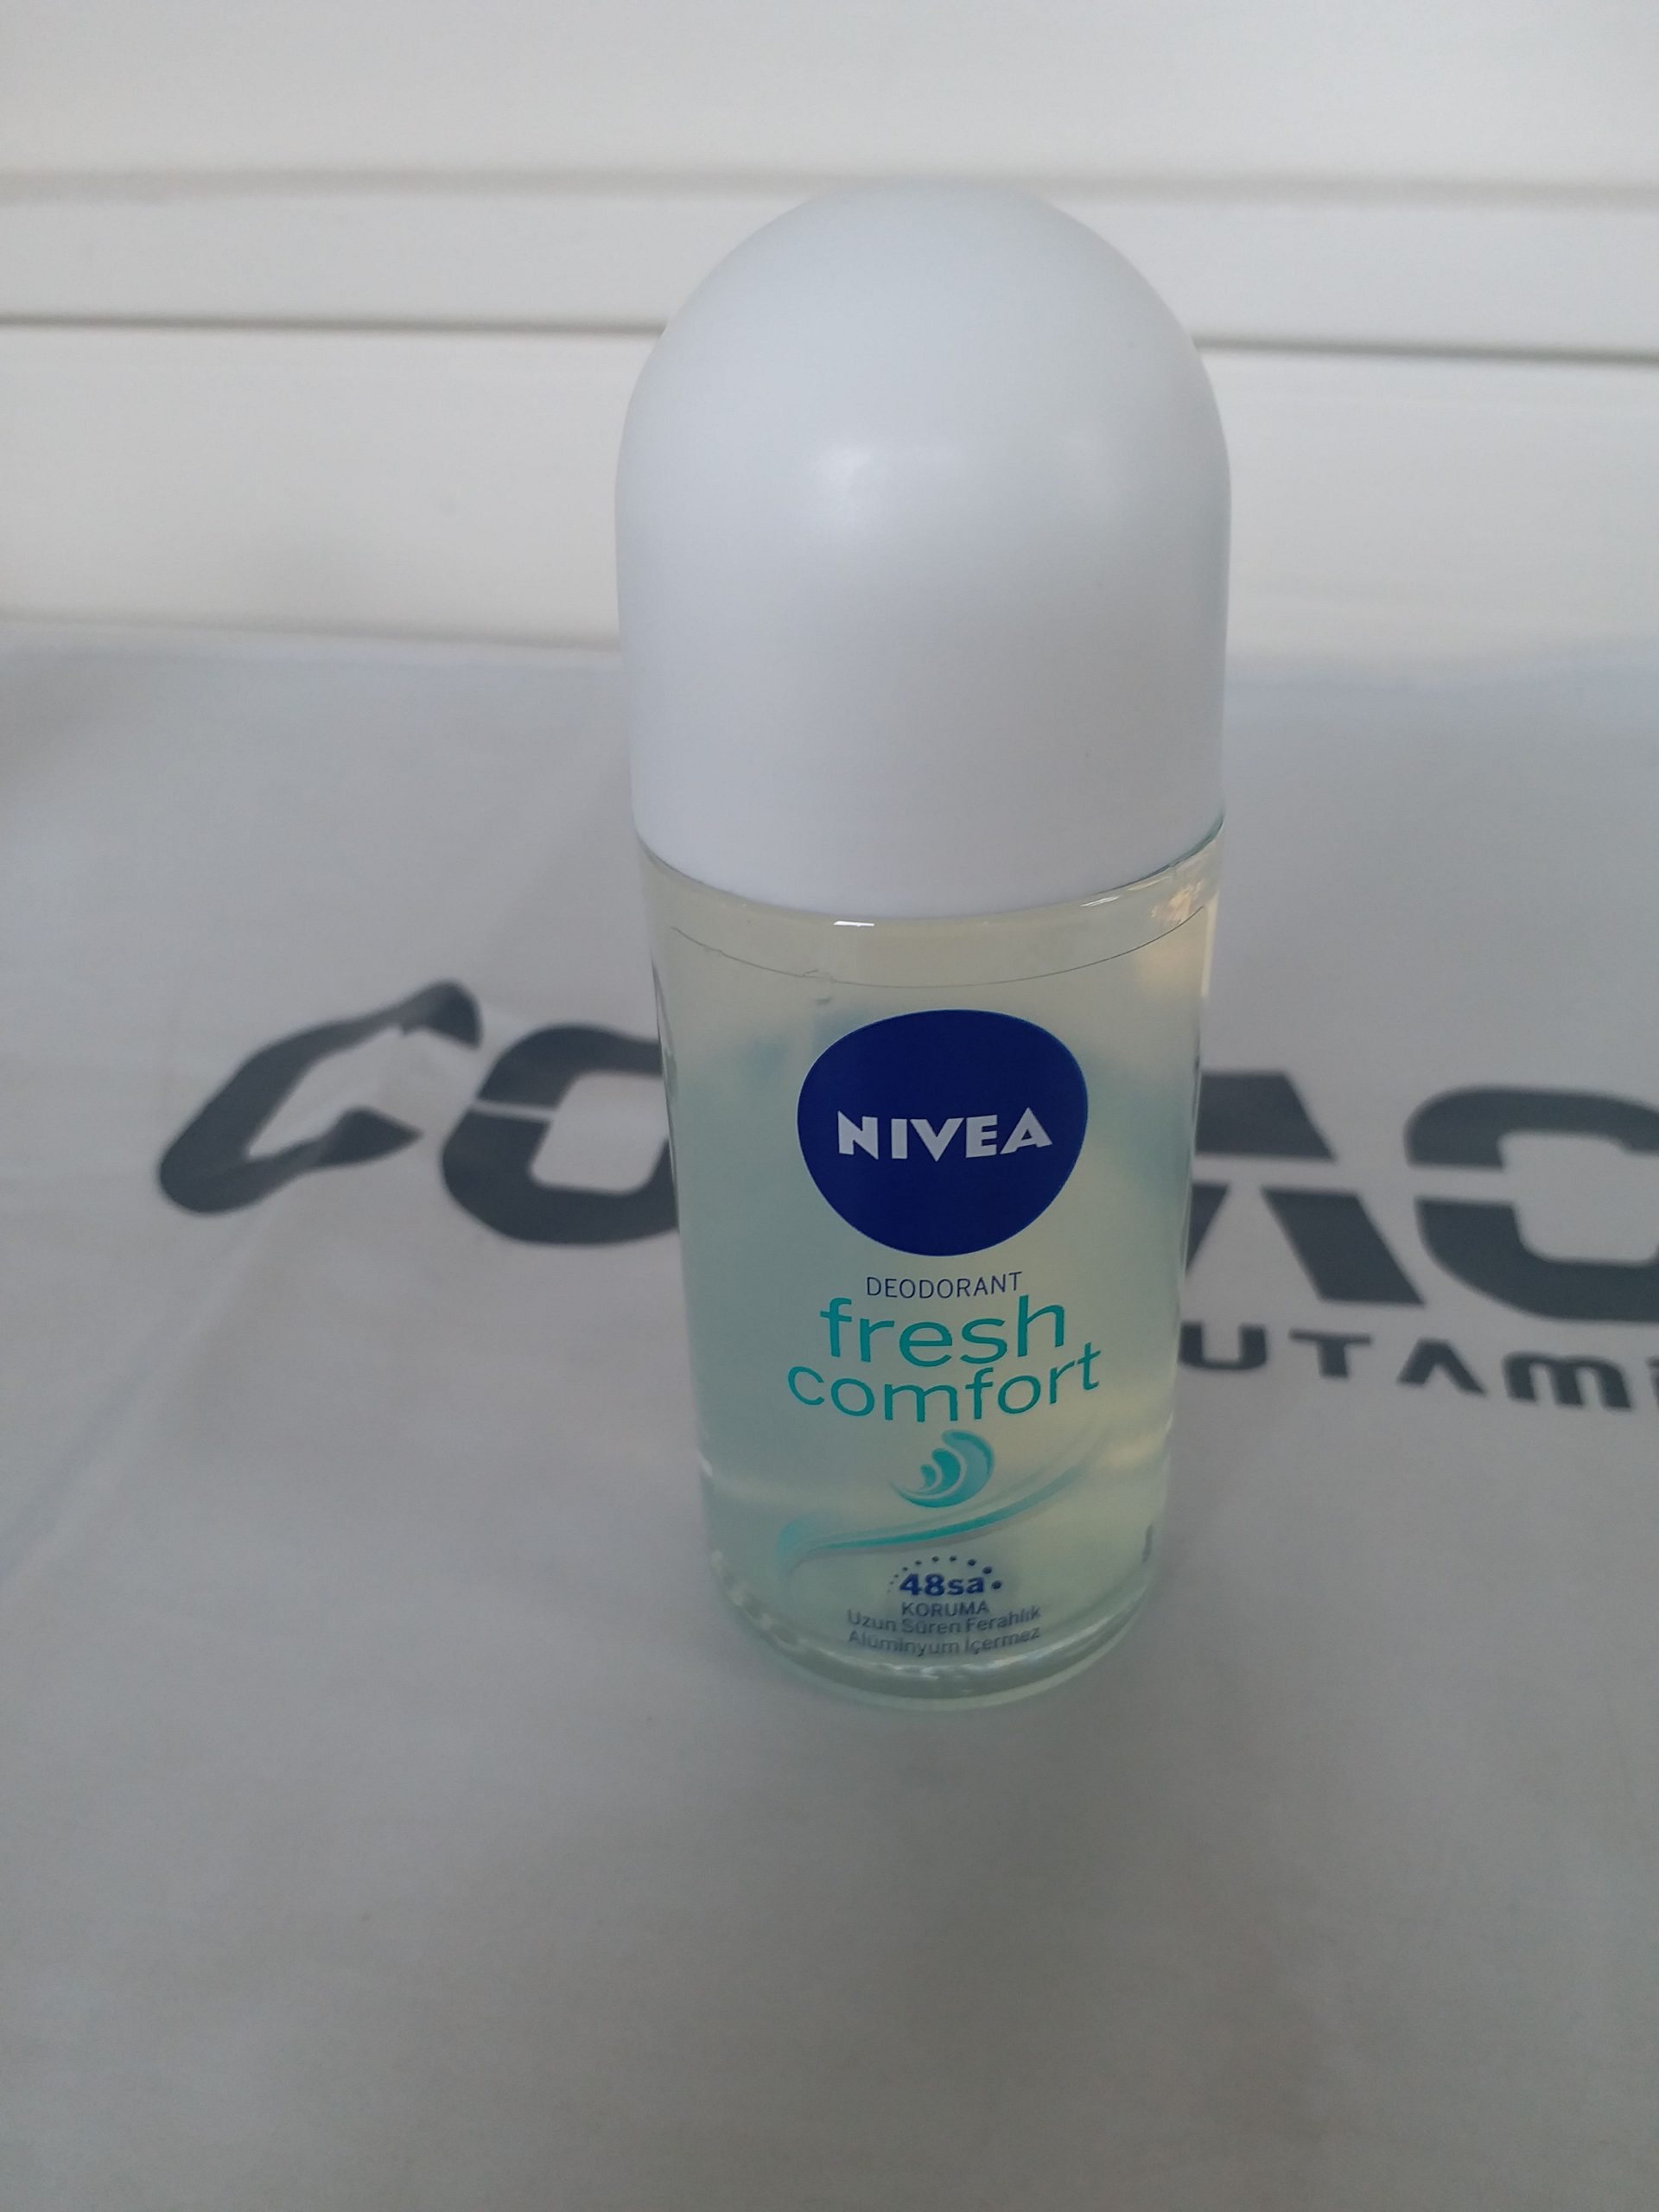 NIVEA
DEODORANT
fresh
comfort
48sa
KORUMA
Uzun Süren Ferahlık
Alüminyum İçermez